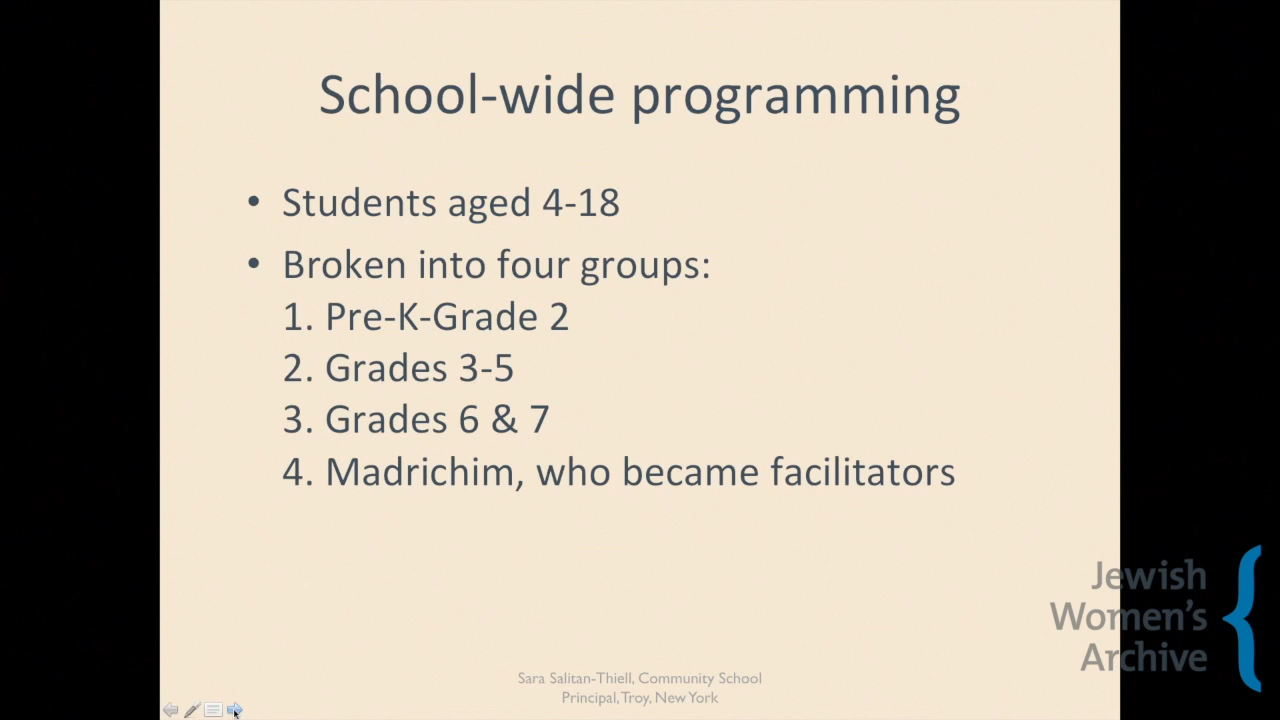 School-wide programming
• Students aged 4-18
• Broken into four groups:
1. Pre-K-Grade 2
2. Grades 3-5
3. Grades 6 & 7
4. Madrichim, who became facilitators
Jewish
Women's
Archive
Sara Salitan-Thiell, Community School
Principal, Troy, New York